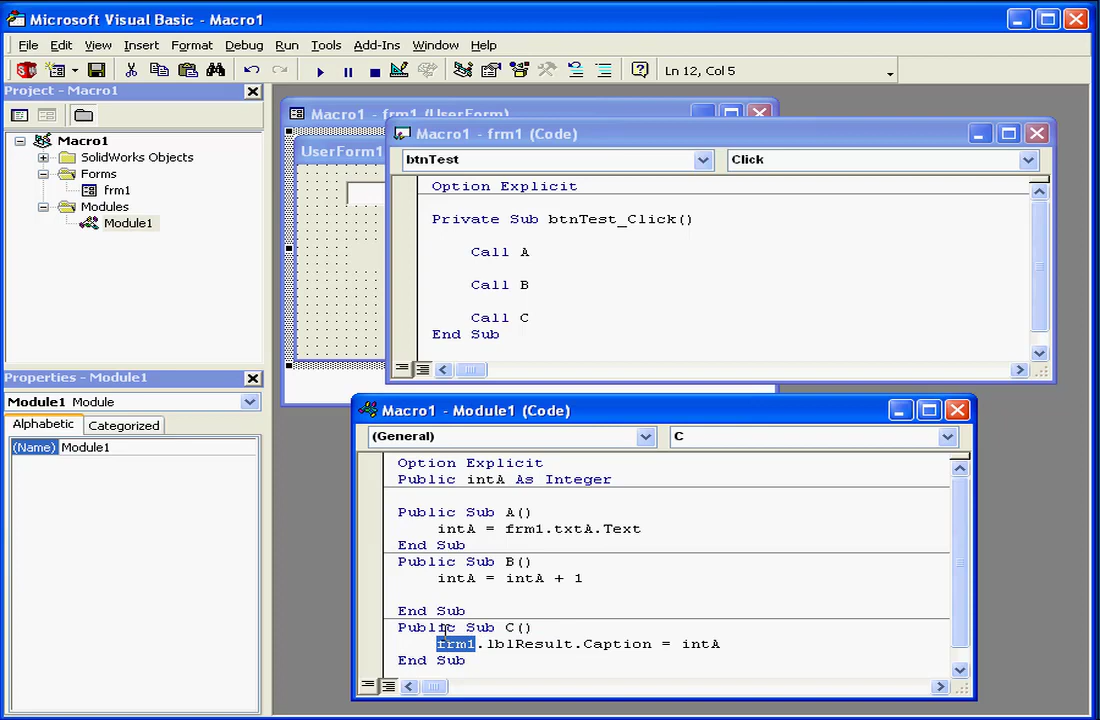 Microsoft Visual Basic - Macro1
File Edit View Insert Format Debug Run Tools Add-Ins Window Help
Ln 12, Col 5
Project - Macro1
Macro1
SolidWorks Objects
Forms
frm1
Modules
Module1
Properties - Module1
Module1 Module
Alphabetic Categorized
(Name) Module1
Macro1 - frm1 (UserForm)
UserForm1
Macro1 - frm1 (Code)
btnTest Click
Option Explicit
Private Sub btnTest_Click()
Call A
Call B
Call C
End Sub
Macro1 - Module1 (Code)
(General) C
Option Explicit
Public intA As Integer
Public Sub A()
intA = frm1.txtA.Text
End Sub
Public Sub B()
intA = intA + 1
End Sub
Public Sub C()
frm1.lblResult.Caption = intA
End Sub